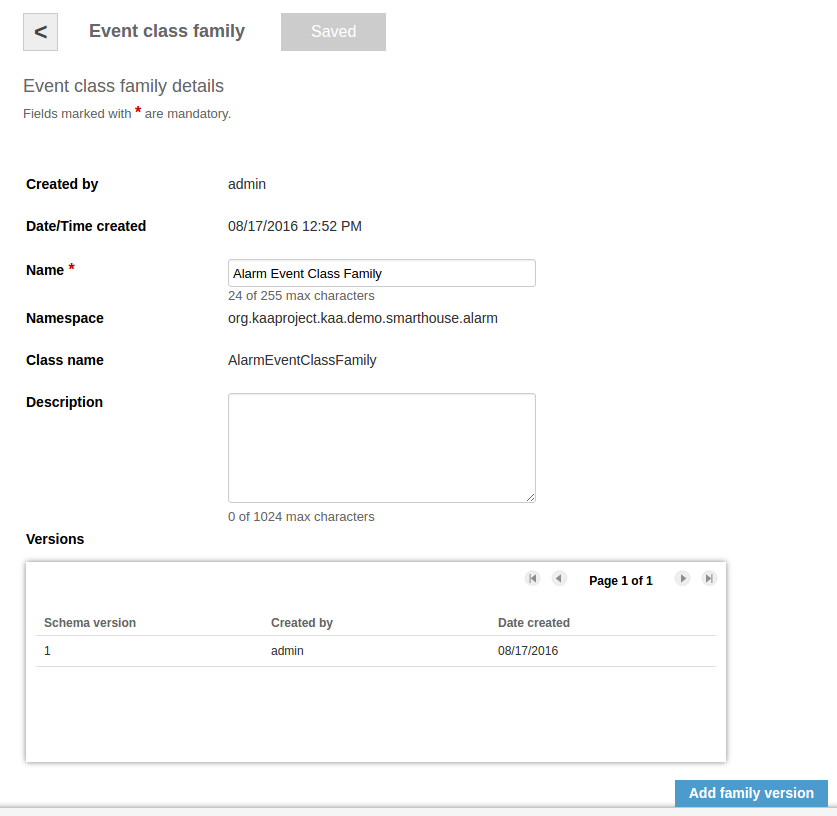 < Event class family Saved
Event class family details
Fields marked with * are mandatory.
Created by admin
Date/Time created 08/17/2016 12:52 PM
Name * Alarm Event Class Family
24 of 255 max characters
Namespace org.kaaproject.kaa.demo.smarthouse.alarm
Class name AlarmEventClassFamily
Description
0 of 1024 max characters
Versions
Page 1 of 1
Schema version Created by Date created
1 admin 08/17/2016
Add family version